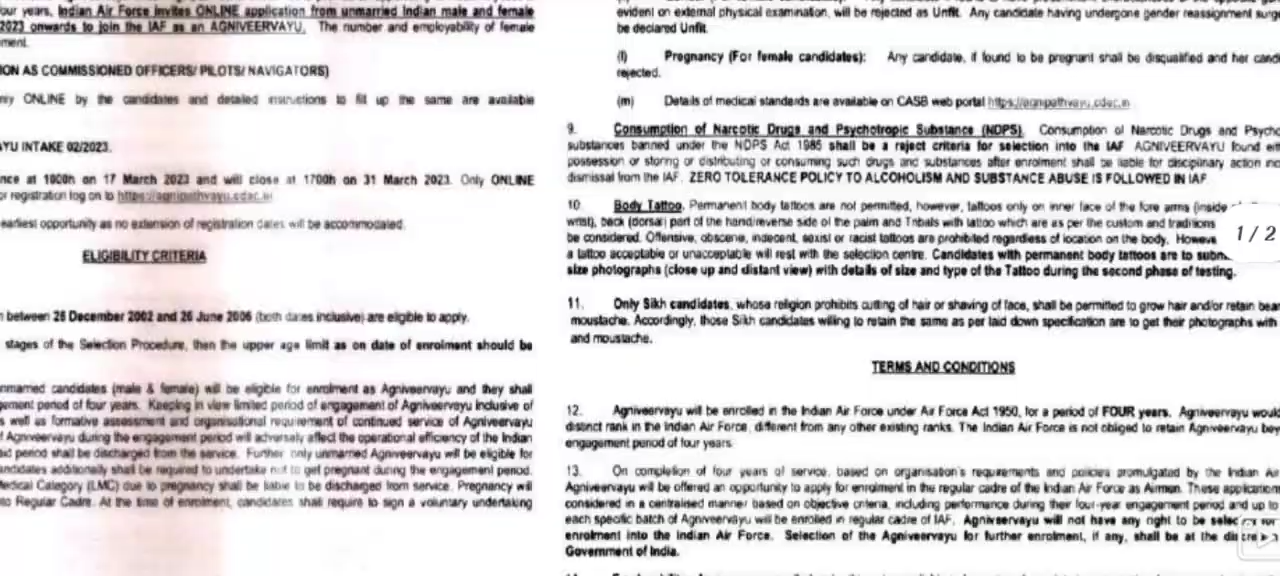 our years, Indian Air Force invites ONLINE application from unmarried Indian male and female
2023 onwards to join the IAF as an AGNIVEERVAYU. The number and employability of female
ment.
ION AS COMMISSIONED OFFICERS/ PILOTS/ NAVIGATORS)
ONLINE by the candidates and detailed instructions to fill up the same are available
YU INTAKE 02/2023.
nce at 1000h on 17 March 2023 and will close at 1700h on 31 March 2023. Only ONLINE
or registration log on to https://agnipathvayu.cdac.in
earliest opportunity as no extension of registration dates will be accommodated.
ELIGIBILITY CRITERIA
between 26 December 2002 and 26 June 2006 (both dates inclusive) are eligible to apply.
stages of the Selection Procedure, then the upper age limit as on date of enrolment should be
nmarried candidates (male & female) will be eligible for enrolment as Agniveervayu and they shall
gement period of four years. Keeping in view limited period of engagement of Agniveervayu inclusive of
s well as formative assessment and organisational requirement of continued service of Agniveervayu
f Agniveervayu during the engagement period will adversely affect the operational efficiency of the Indian
id period shall be discharged from the service. Further only unmarried Agniveervayu will be eligible for
andidates additionally shall be required to undertake not to get pregnant during the engagement period.
Medical Category (LMC) due to pregnancy shall be liable to be discharged from service. Pregnancy will
to Regular Cadre. At the time of enrolment, candidates shall require to sign a voluntary undertaking
evident on external physical examination, will be rejected as Unfit. Any candidate having undergone gender reassignment surg
be declared Unfit.
(l) Pregnancy (For female candidates): Any candidate, if found to be pregnant shall be disqualified and her candi
rejected.
(m) Details of medical standards are available on CASB web portal https://agnipathvayu.cdac.in
9. Consumption of Narcotic Drugs and Psychotropic Substance (NDPS). Consumption of Narcotic Drugs and Psycho
substances banned under the NDPS Act 1985 shall be a reject criteria for selection into the IAF. AGNIVEERVAYU found en
possession or storing or distributing or consuming such drugs and substances after enrolment shall be liable for disciplinary action inc
dismissal from the IAF. ZERO TOLERANCE POLICY TO ALCOHOLISM AND SUBSTANCE ABUSE IS FOLLOWED IN IAF
10. Body Tattoo. Permanent body tattoos are not permitted, however, tattoos only on inner face of the fore arms (inside
wrist), back (dorsal) part of the hand/reverse side of the palm and Tribals with tattoo which are as per the custom and traditions
be considered. Offensive, obscene, indecent, sexist or racist tattoos are prohibited regardless of location on the body. Howeve
a tattoo acceptable or unacceptable will rest with the selection centre. Candidates with permanent body tattoos are to subm
size photographs (close up and distant view) with details of size and type of the Tattoo during the second phase of testing.
1 / 2
11. Only Sikh candidates, whose religion prohibits cutting of hair or shaving of face, shall be permitted to grow hair and/or retain bea
moustache. Accordingly, those Sikh candidates willing to retain the same as per laid down specification are to get their photographs with
and moustache.
TERMS AND CONDITIONS
12. Agniveervayu will be enrolled in the Indian Air Force under Air Force Act 1950, for a period of FOUR years. Agniveervayu woul
distinct rank in the Indian Air Force, different from any other existing ranks. The Indian Air Force is not obliged to retain Agniveervayu bey
engagement period of four years
13. On completion of four years of service, based on organisation's requirements and policies promulgated by the Indian Air
Agniveervayu will be offered an opportunity to apply for enrolment in the regular cadre of the Indian Air Force as Airmen. These application
considered in a centralised manner based on objective criteria, including performance during their four-year engagement period and up to
each specific batch of Agniveervayu will be enrolled in regular cadre of IAF. Agniveervayu will not have any right to be selec for
enrolment into the Indian Air Force. Selection of the Agniveervayu for further enrolment, if any, shall be at the discre
Government of India.